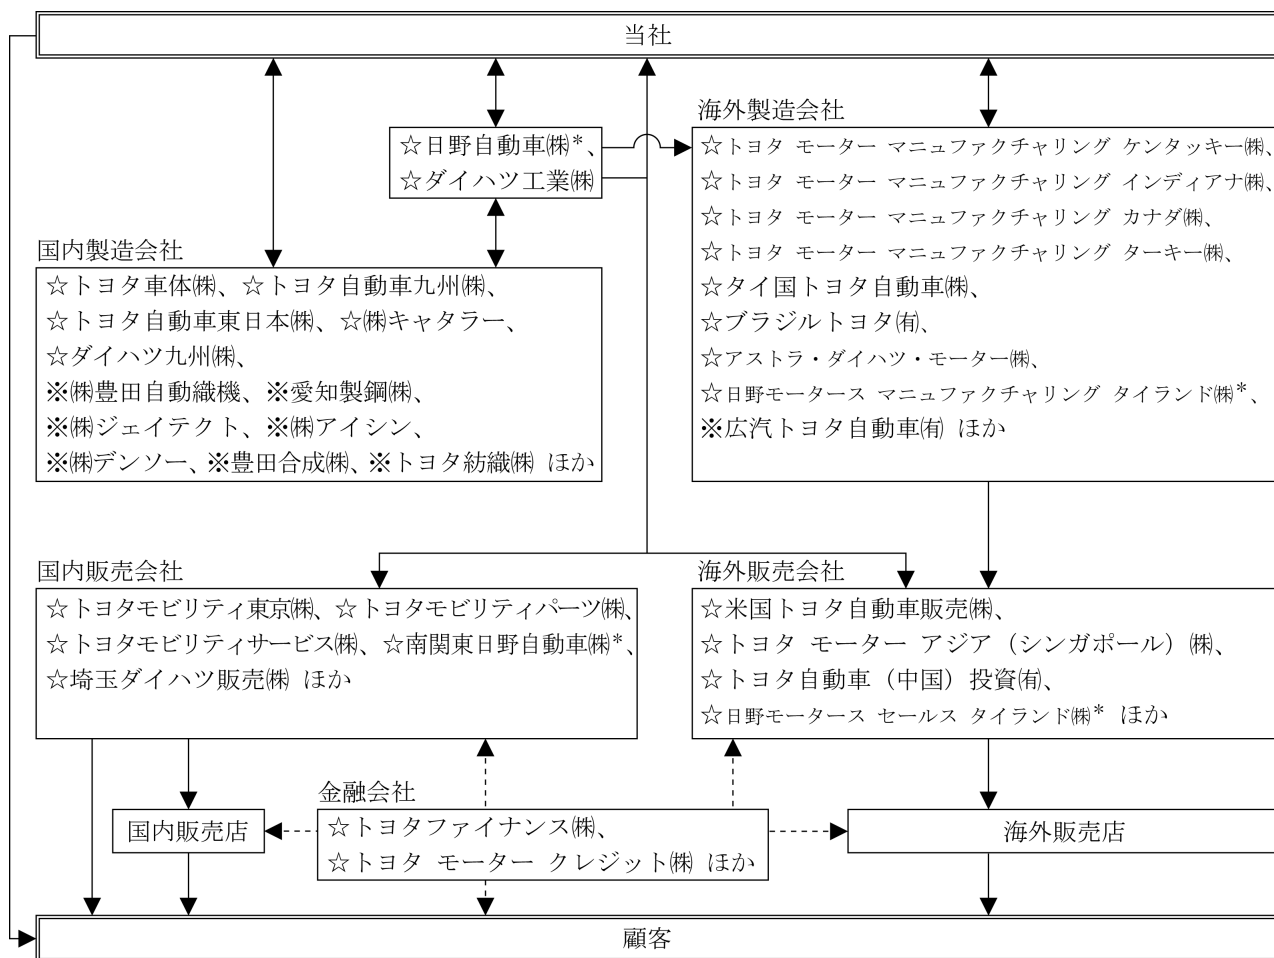 当社
☆日野自動車㈱*、
☆ダイハツ工業㈱
海外製造会社
☆トヨタ モーター マニュファクチャリング ケンタッキー㈱、
☆トヨタ モーター マニュファクチャリング インディアナ㈱、
☆トヨタ モーター マニュファクチャリング カナダ㈱、
☆トヨタ モーター マニュファクチャリング ターキー㈱、
☆タイ国トヨタ自動車㈱、
☆ブラジルトヨタ㈲、
☆アストラ・ダイハツ・モーター㈱、
☆日野モータース マニュファクチャリング タイランド㈱*、
※広汽トヨタ自動車㈲ ほか
国内製造会社
☆トヨタ車体㈱、☆トヨタ自動車九州㈱、
☆トヨタ自動車東日本㈱、☆㈱キャタラー、
☆ダイハツ九州㈱、
※㈱豊田自動織機、※愛知製鋼㈱、
※㈱ジェイテクト、※㈱アイシン、
※㈱デンソー、※豊田合成㈱、※トヨタ紡織㈱ ほか
国内販売会社
☆トヨタモビリティ東京㈱、☆トヨタモビリティパーツ㈱、
☆トヨタモビリティサービス㈱、☆南関東日野自動車㈱*、
☆埼玉ダイハツ販売㈱ ほか
海外販売会社
☆米国トヨタ自動車販売㈱、
☆トヨタ モーター アジア（シンガポール）㈱、
☆トヨタ自動車（中国）投資㈲、
☆日野モータース セールス タイランド㈱* ほか
金融会社
☆トヨタファイナンス㈱、
☆トヨタ モーター クレジット㈱ ほか
国内販売店
海外販売店
顧客